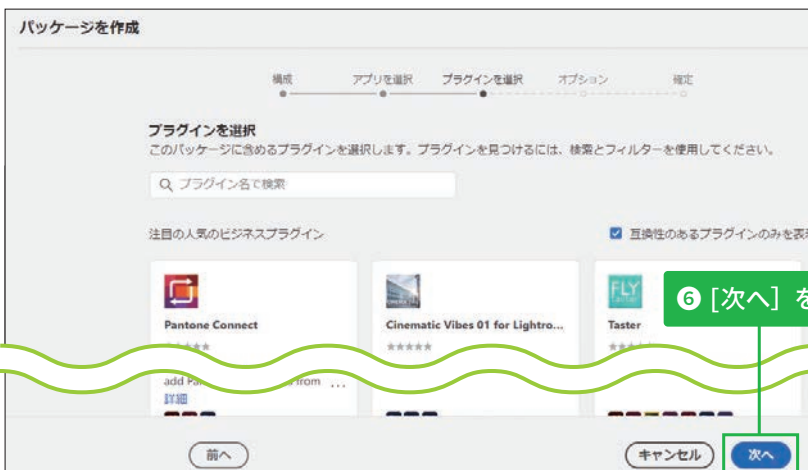 パッケージを作成
構成 アプリを選択 プラグインを選択 オプション 確定
プラグインを選択
このパッケージに含めるプラグインを選択します。プラグインを見つけるには、検索とフィルターを使用してください。
プラグイン名で検索
注目の人気のビジネスプラグイン 互換性のあるプラグインのみを表
FLY
❻ [次へ] を
Pantone Connect Cinematic Vibes 01 for Lightro... Taster
add from ...
詳細
前へ キャンセル 次へ